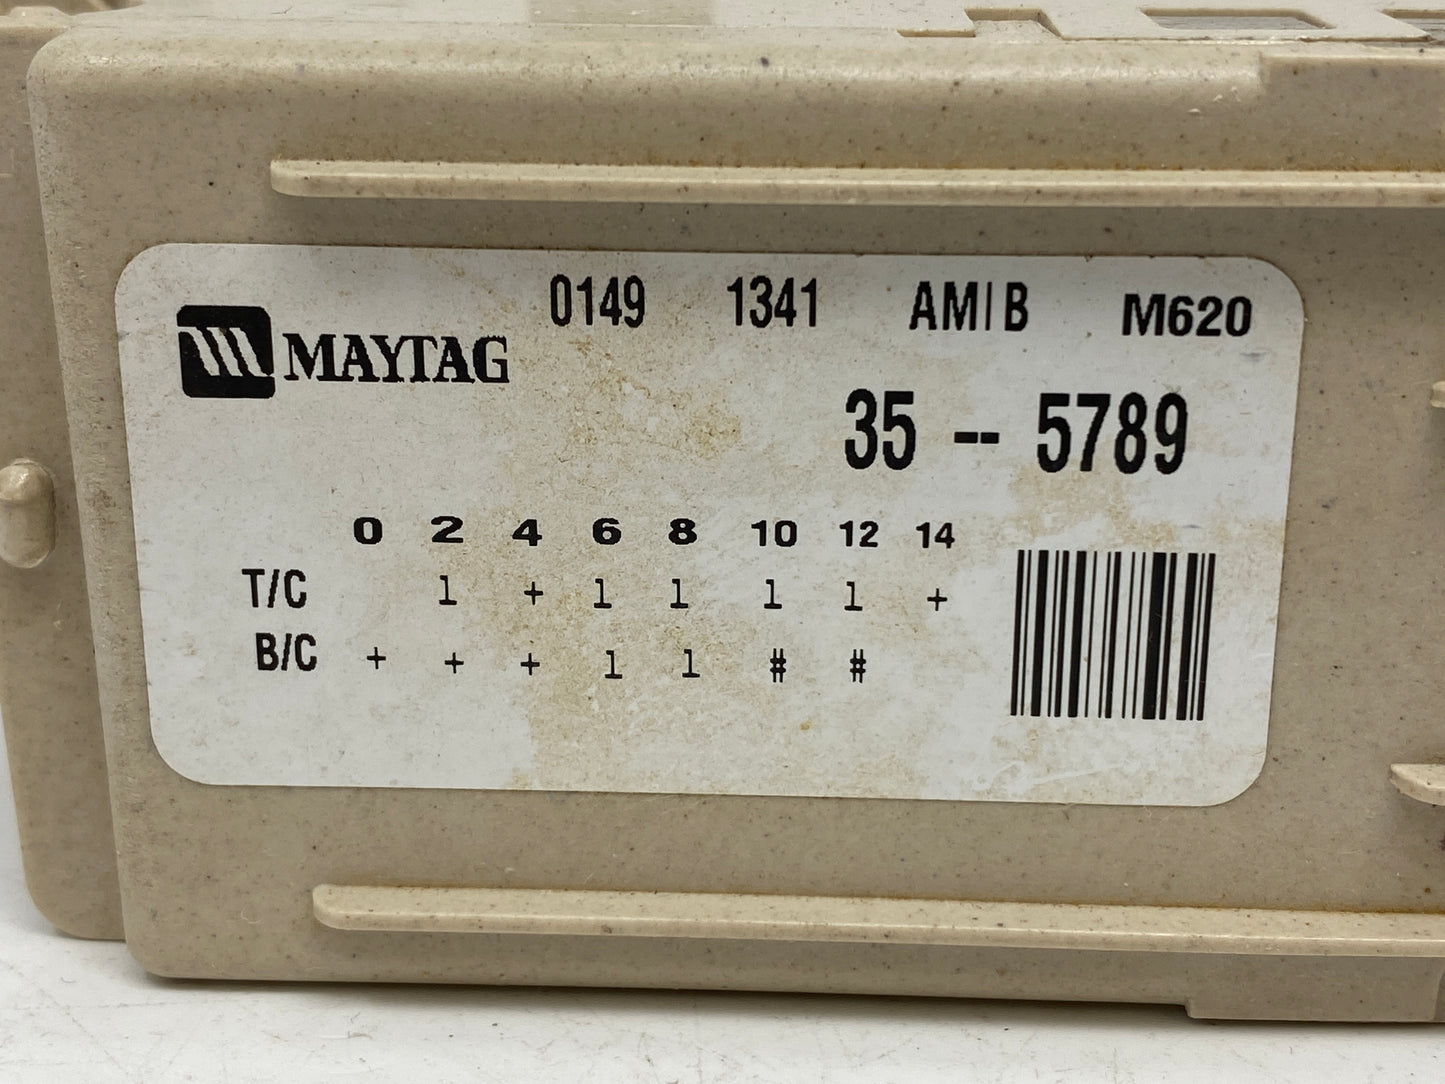 0149 1341 AMIB M620
MAYTAG
35 -- 5789
0 2 4 6 8 10 12 14
T/C 1 + 1 1 1 1 +
B/C + + + 1 1 # #